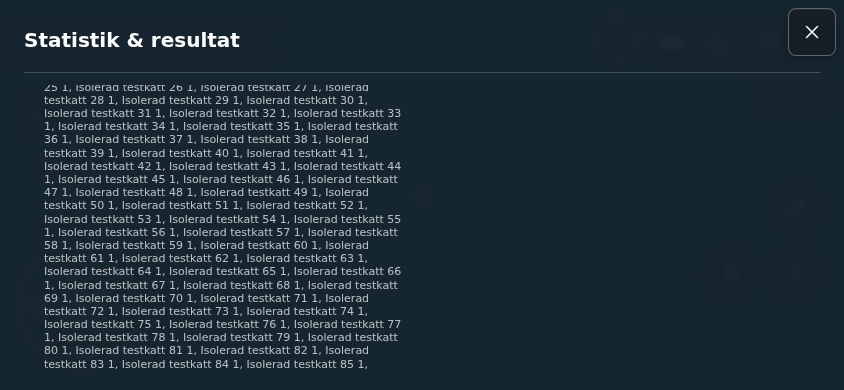 Statistik & resultat
25 1, Isolerad testkatt 26 1, Isolerad testkatt 27 1, Isolerad
testkatt 28 1, Isolerad testkatt 29 1, Isolerad testkatt 30 1,
Isolerad testkatt 31 1, Isolerad testkatt 32 1, Isolerad testkatt 33
1, Isolerad testkatt 34 1, Isolerad testkatt 35 1, Isolerad testkatt
36 1, Isolerad testkatt 37 1, Isolerad testkatt 38 1, Isolerad
testkatt 39 1, Isolerad testkatt 40 1, Isolerad testkatt 41 1,
Isolerad testkatt 42 1, Isolerad testkatt 43 1, Isolerad testkatt 44
1, Isolerad testkatt 45 1, Isolerad testkatt 46 1, Isolerad testkatt
47 1, Isolerad testkatt 48 1, Isolerad testkatt 49 1, Isolerad
testkatt 50 1, Isolerad testkatt 51 1, Isolerad testkatt 52 1,
Isolerad testkatt 53 1, Isolerad testkatt 54 1, Isolerad testkatt 55
1, Isolerad testkatt 56 1, Isolerad testkatt 57 1, Isolerad testkatt
58 1, Isolerad testkatt 59 1, Isolerad testkatt 60 1, Isolerad
testkatt 61 1, Isolerad testkatt 62 1, Isolerad testkatt 63 1,
Isolerad testkatt 64 1, Isolerad testkatt 65 1, Isolerad testkatt 66
1, Isolerad testkatt 67 1, Isolerad testkatt 68 1, Isolerad testkatt
69 1, Isolerad testkatt 70 1, Isolerad testkatt 71 1, Isolerad
testkatt 72 1, Isolerad testkatt 73 1, Isolerad testkatt 74 1,
Isolerad testkatt 75 1, Isolerad testkatt 76 1, Isolerad testkatt 77
1, Isolerad testkatt 78 1, Isolerad testkatt 79 1, Isolerad testkatt
80 1, Isolerad testkatt 81 1, Isolerad testkatt 82 1, Isolerad
testkatt 83 1, Isolerad testkatt 84 1, Isolerad testkatt 85 1,